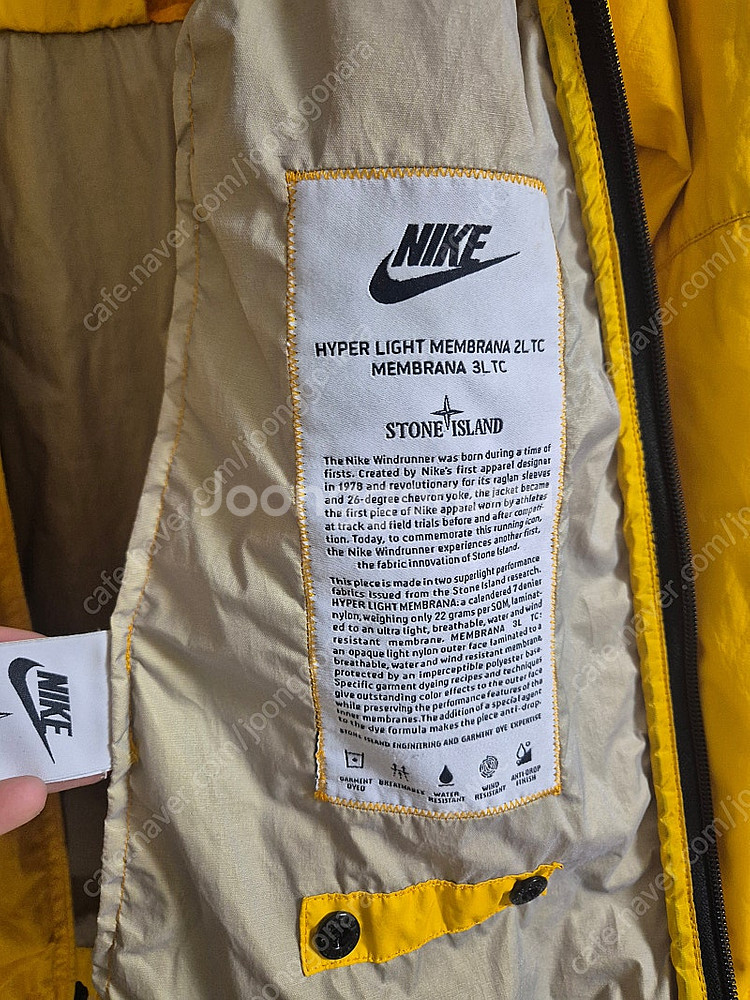 NIKE
HYPER LIGHT MEMBRANA 2L TC
MEMBRANA 3L TC
STONE ISLAND
The Nike Windrunner was born during a time of
firsts. Created by Nike's first apparel designer
in 1978 and revolutionary for its raglan sleeves
and 26-degree chevron yoke, the jacket became
the first piece of Nike apparel worn by athletes
at track and field trials before and after competi-
tion. Today, to commemorate this running icon,
the Nike Windrunner experiences another first,
the fabric innovation of Stone Island.
This piece is made in two superlight performance
fabrics issued from the Stone Island research.
HYPER LIGHT MEMBRANA: a calendered 7 denier
nylon, weighing only 22 grams per SQM, laminat-
ed to an ultra light, breathable, water and wind
resistant membrane. MEMBRANA 3L TC:
an opaque light nylon outer face laminated to a
breathable, water and wind resistant membrane,
protected by an imperceptible polyester base.
Specific garment dyeing recipes and techniques
give outstanding color effects to the outer face
while preserving the performance features of the
inner membranes. The addition of a special agent
to the dye formula makes the piece anti-drop.
STONE ISLAND ENGINEERING AND GARMENT DYE EXPERTISE
GARMENT DYED
BREATHABLE
WATER RESISTANT
WIND RESISTANT
ANTI-DROP FINISH
NIKE
cafe.naver.com/joonggonara